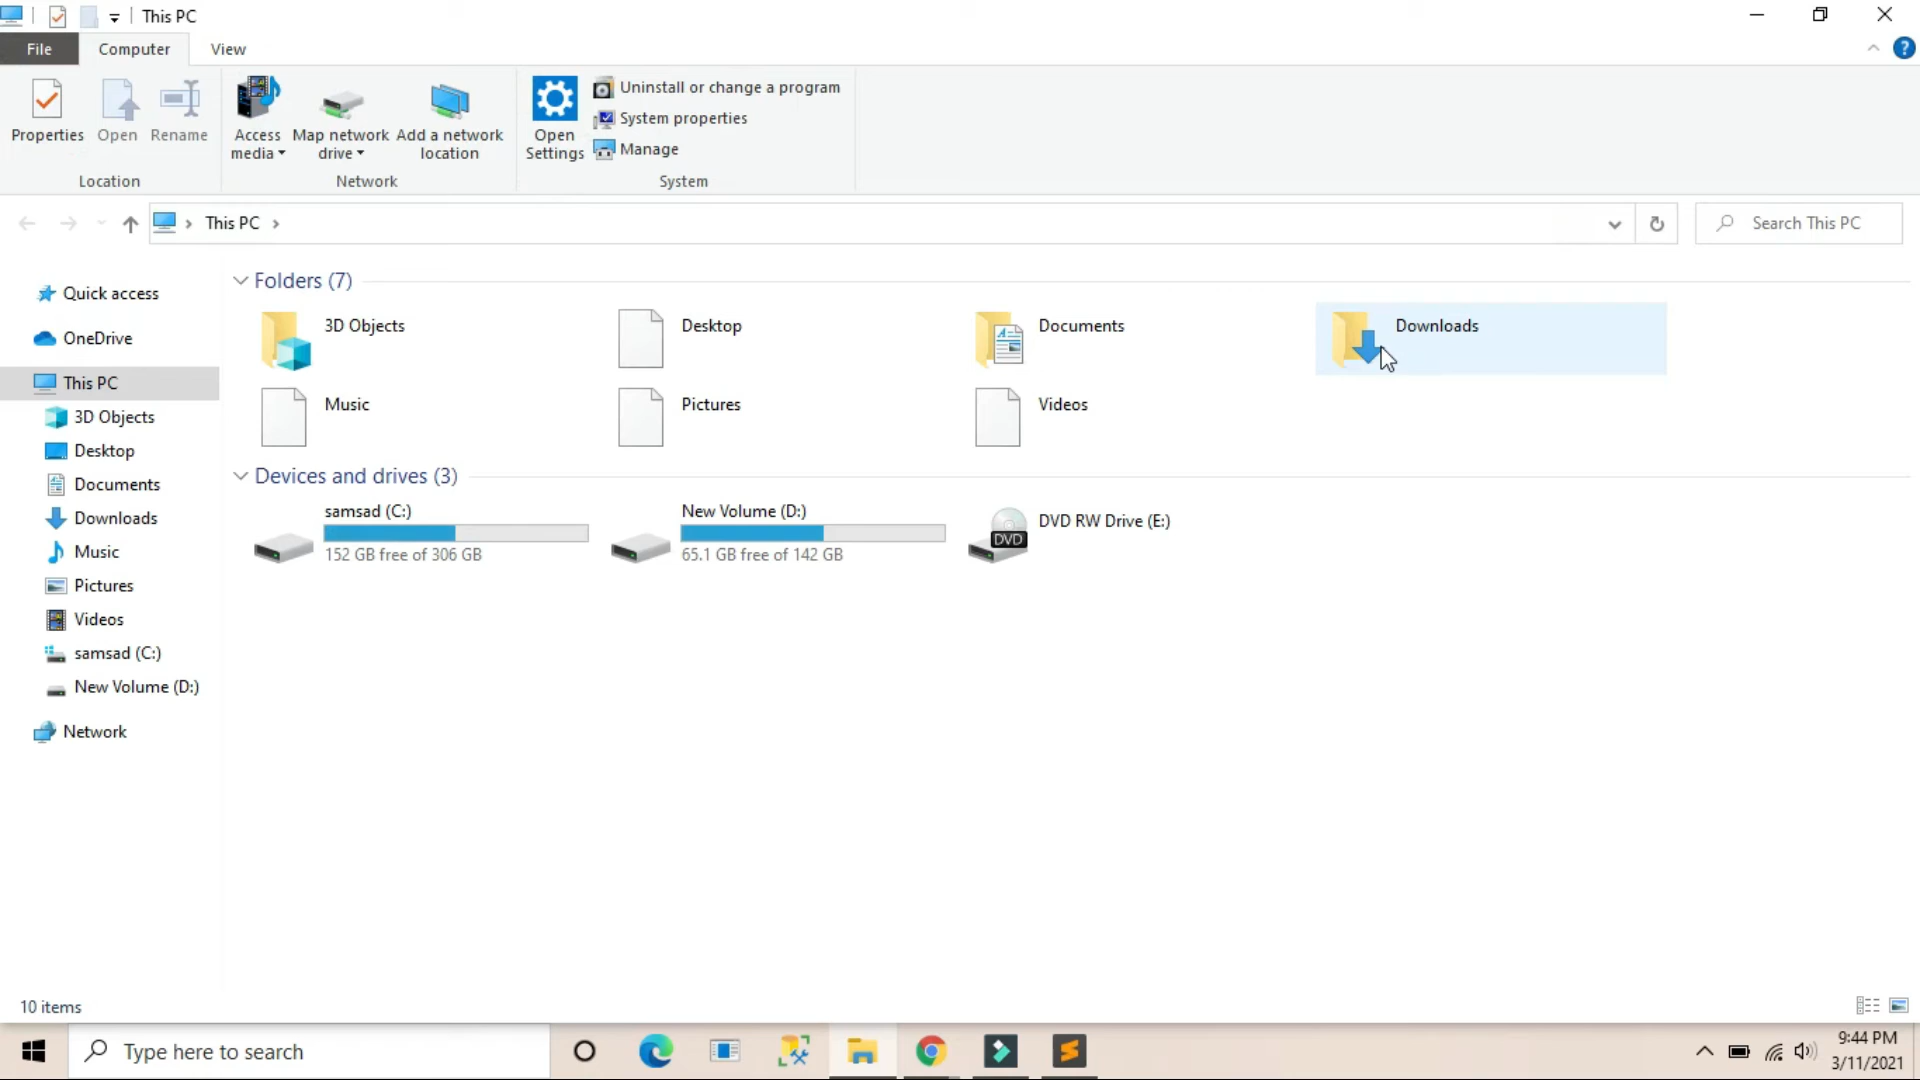 This PC
File
Computer
View
Properties
Open
Rename
Access media
Map network drive
Add a network location
Open Settings
Uninstall or change a program
System properties
Manage
Location
Network
System
This PC
Search This PC
Quick access
OneDrive
This PC
3D Objects
Desktop
Documents
Downloads
Music
Pictures
Videos
samsad (C:)
New Volume (D:)
Network
Folders (7)
3D Objects
Desktop
Documents
Downloads
Music
Pictures
Videos
Devices and drives (3)
samsad (C:)
152 GB free of 306 GB
New Volume (D:)
65.1 GB free of 142 GB
DVD
DVD RW Drive (E:)
10 items
Type here to search
9:44 PM
3/11/2021